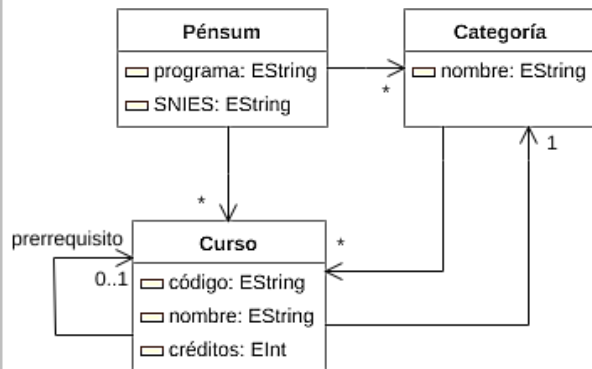 Pénsum
programa: EString
SNIES: EString
Categoría
nombre: EString
*
1
*
prerrequisito
0..1
Curso
código: EString
nombre: EString
créditos: EInt
*